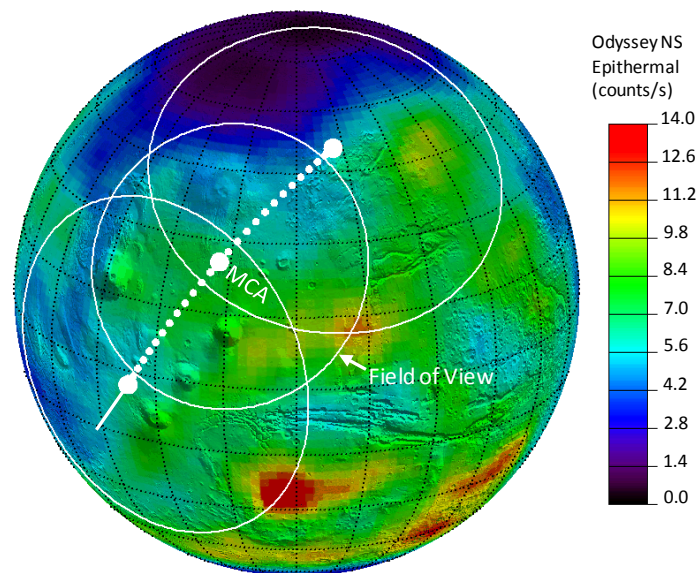 Odyssey NS
Epithermal
(counts/s)
14.0
12.6
11.2
9.8
8.4
7.0
5.6
4.2
2.8
1.4
0.0
MCA
Field of View